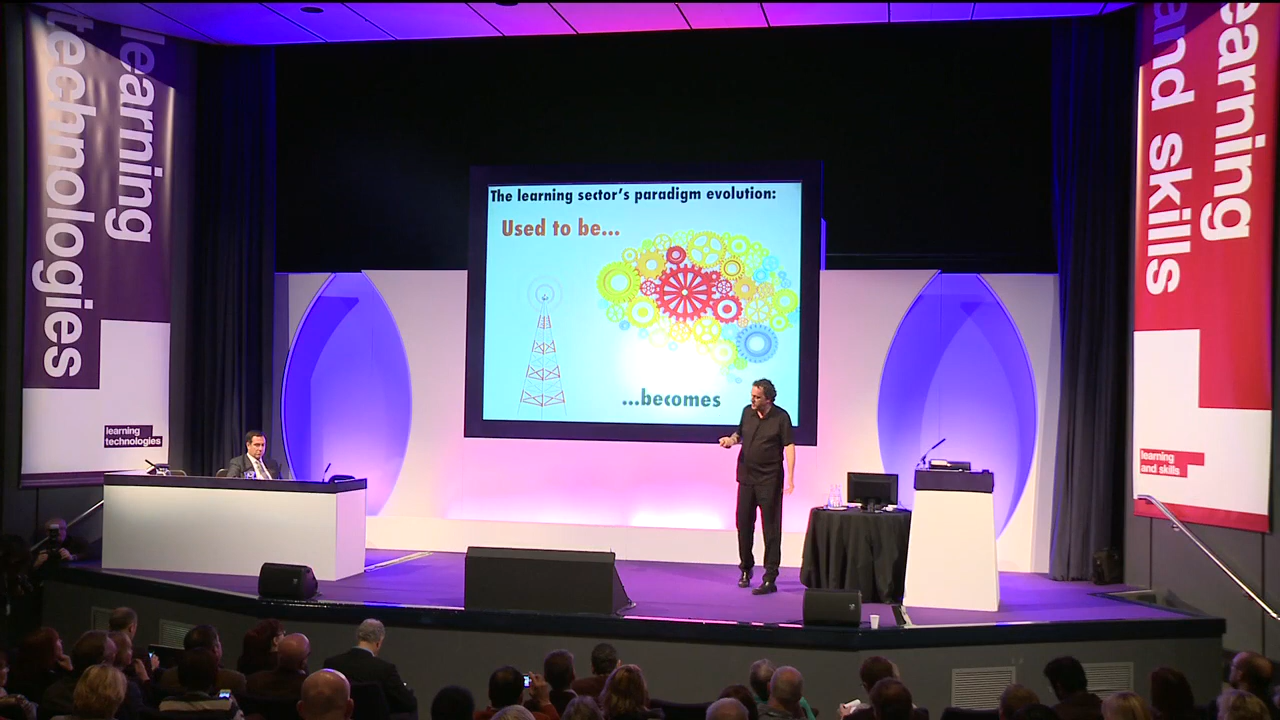 learning
technologies
learning
technologies
The learning sector's paradigm evolution:
Used to be...
...becomes
learning
and skills
learning
and skills